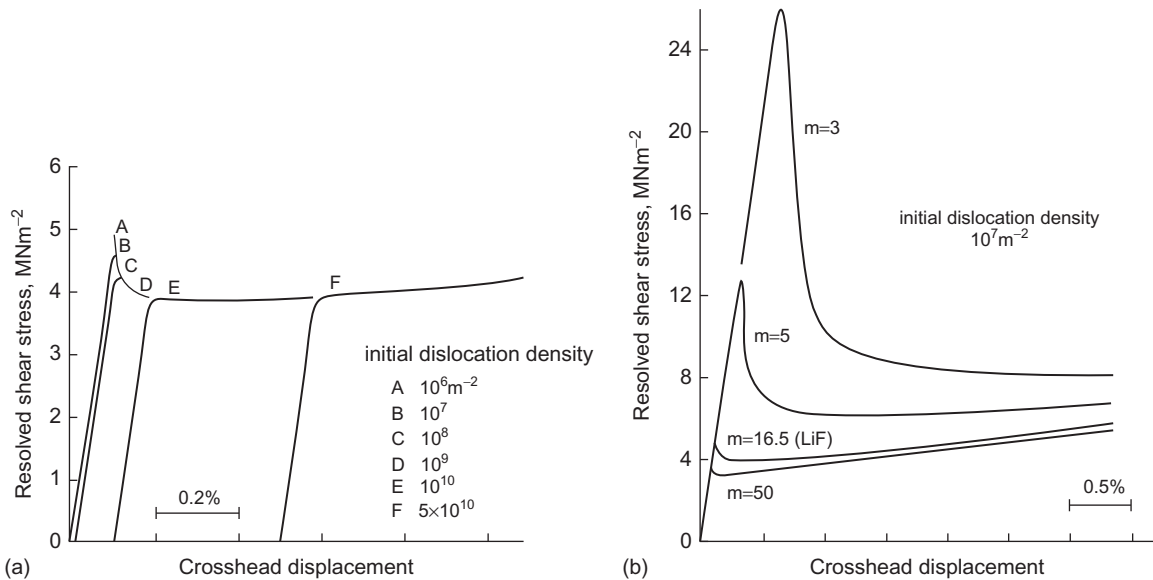 Resolved shear stress, MNm⁻²
6
5
4
3
2
1
0
A
B
C
D
E
F
initial dislocation density
A 10⁶m⁻²
B 10⁷
C 10⁸
D 10⁹
E 10¹⁰
F 5×10¹⁰
0.2%
(a)
Crosshead displacement
Resolved shear stress, MNm⁻²
24
20
16
12
8
4
0
m=3
initial dislocation density
10⁷m⁻²
m=5
m=16.5 (LiF)
m=50
0.5%
(b)
Crosshead displacement